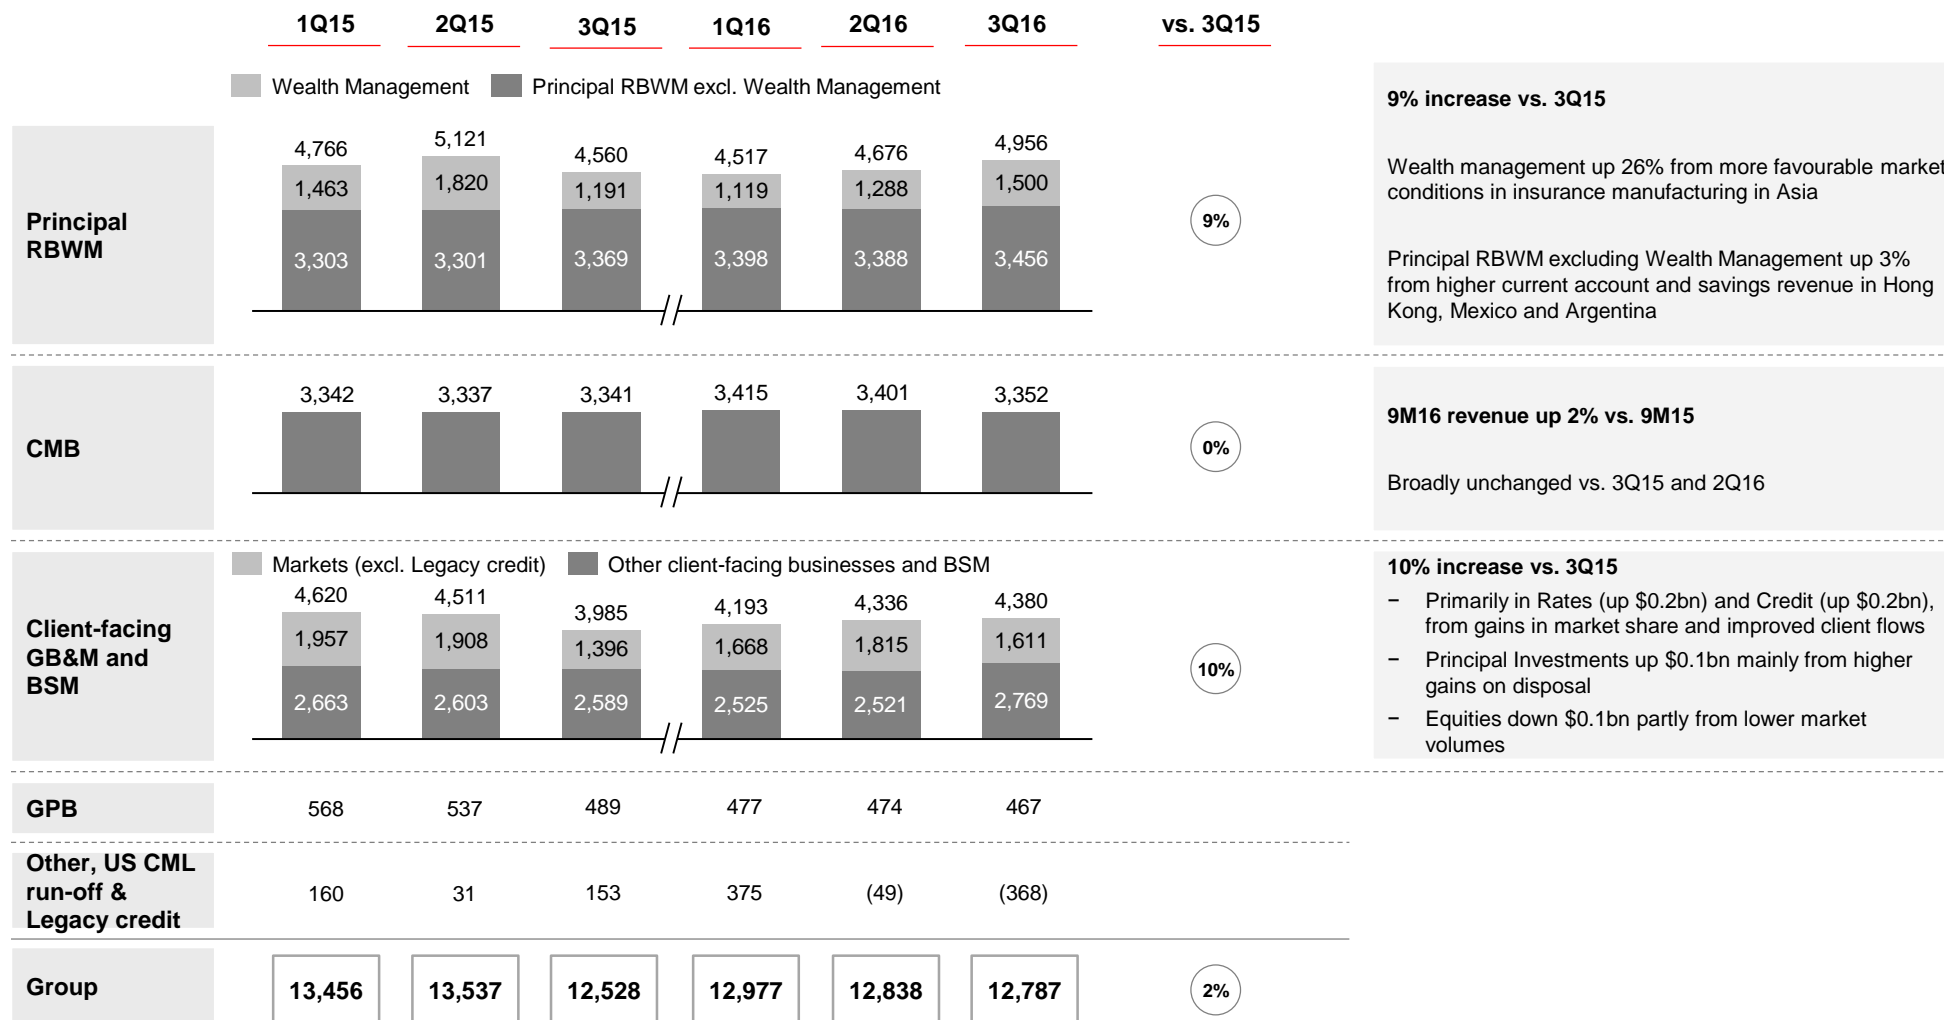 1Q15 2Q15 3Q15 1Q16 2Q16 3Q16 vs. 3Q15
Wealth Management Principal RBWM excl. Wealth Management
Principal
RBWM
4,766 5,121 4,560 4,517 4,676 4,956
1,463 1,820 1,191 1,119 1,288 1,500
3,303 3,301 3,369 3,398 3,388 3,456
9%
9% increase vs. 3Q15
Wealth management up 26% from more favourable market
conditions in insurance manufacturing in Asia
Principal RBWM excluding Wealth Management up 3%
from higher current account and savings revenue in Hong
Kong, Mexico and Argentina
CMB
3,342 3,337 3,341 3,415 3,401 3,352
0%
9M16 revenue up 2% vs. 9M15
Broadly unchanged vs. 3Q15 and 2Q16
Markets (excl. Legacy credit) Other client-facing businesses and BSM
Client-facing
GB&M and
BSM
4,620 4,511 3,985 4,193 4,336 4,380
1,957 1,908 1,396 1,668 1,815 1,611
2,663 2,603 2,589 2,525 2,521 2,769
10%
10% increase vs. 3Q15
− Primarily in Rates (up $0.2bn) and Credit (up $0.2bn),
from gains in market share and improved client flows
− Principal Investments up $0.1bn mainly from higher
gains on disposal
− Equities down $0.1bn partly from lower market
volumes
GPB 568 537 489 477 474 467
Other, US CML
run-off &
Legacy credit
160 31 153 375 (49) (368)
Group 13,456 13,537 12,528 12,977 12,838 12,787 2%